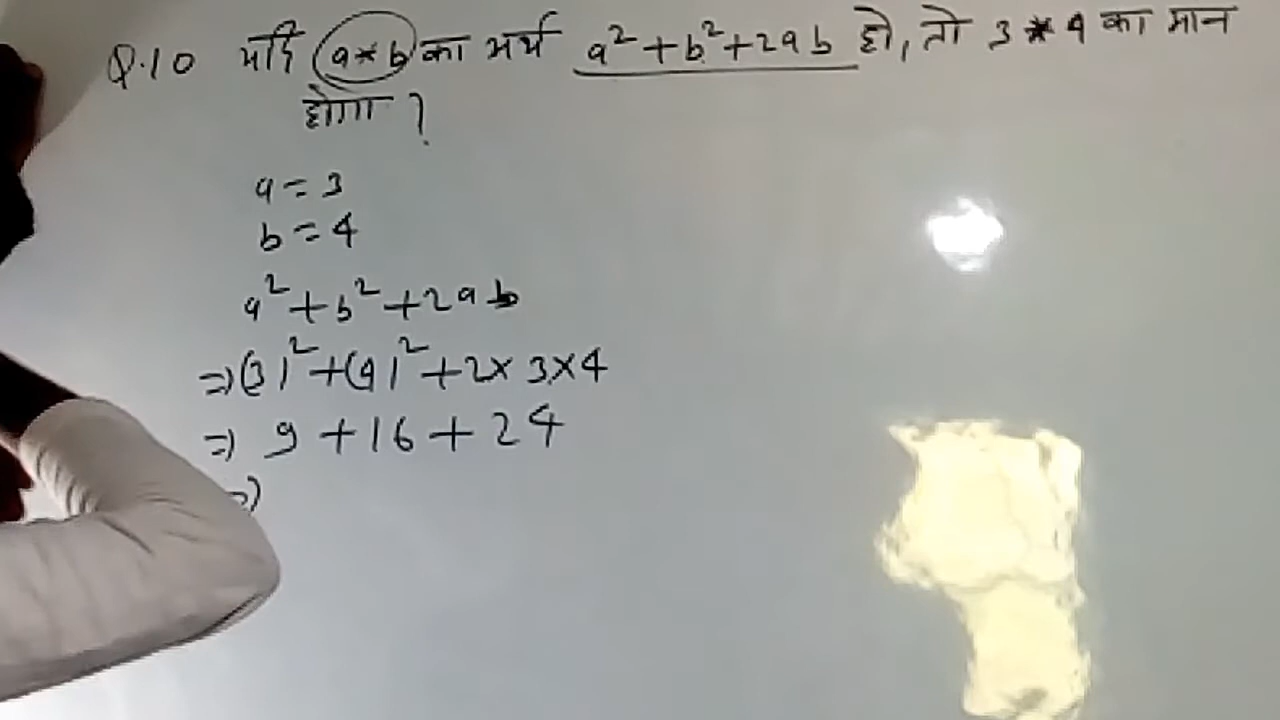 Q.10 यदि a*b का अर्थ a²+b²+2ab हो, तो 3*4 का मान
होगा ?
a = 3
b = 4
a²+b²+2ab
⇒(3)²+(4)²+2×3×4
⇒ 9+16+24
⇒